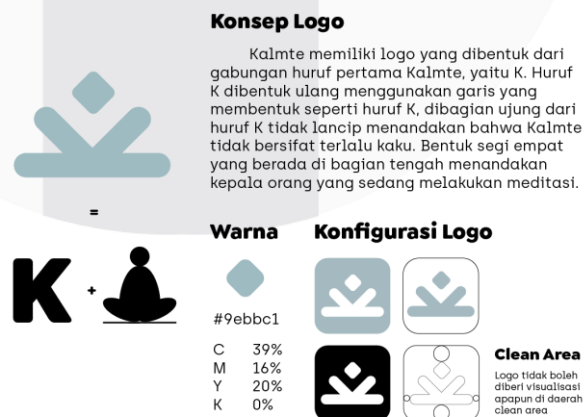 Konsep Logo
Kalmte memiliki logo yang dibentuk dari
gabungan huruf pertama Kalmte, yaitu K. Huruf
K dibentuk ulang menggunakan garis yang
membentuk seperti huruf K, dibagian ujung dari
huruf K tidak lancip menandakan bahwa Kalmte
tidak bersifat terlalu kaku. Bentuk segi empat
yang berada di bagian tengah menandakan
kepala orang yang sedang melakukan meditasi.
=
K +
Warna
#9ebbc1
C 39%
M 16%
Y 20%
K 0%
Konfigurasi Logo
Clean Area
Logo tidak boleh
diberi visualisasi
apapun di daerah
clean area